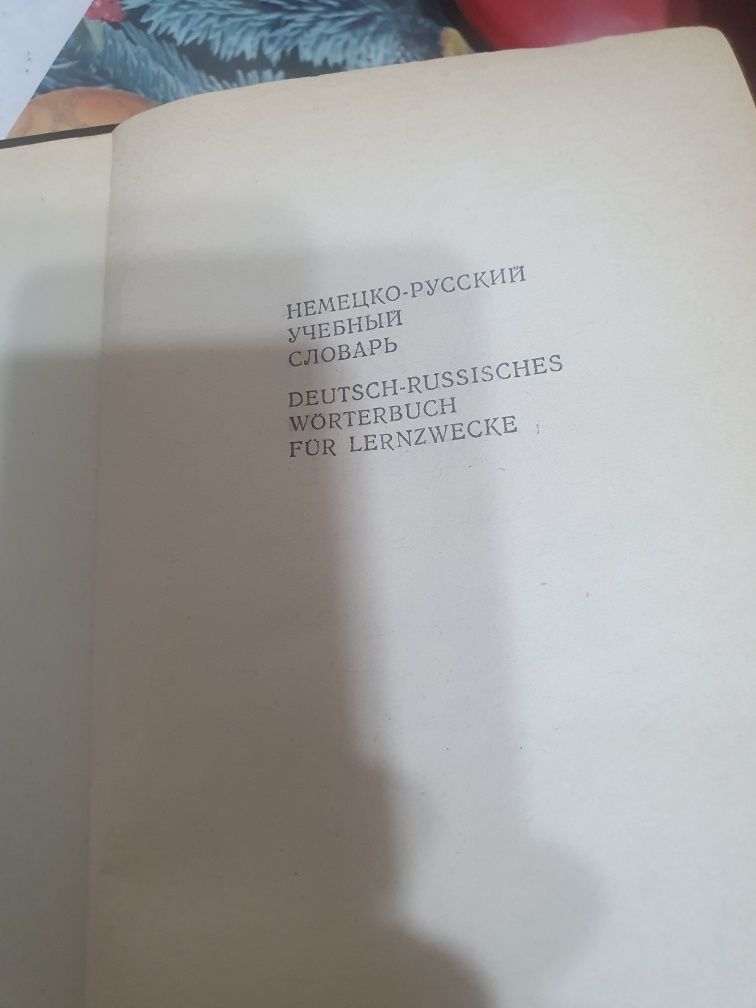 НЕМЕЦКО-РУССКИЙ
УЧЕБНЫЙ
СЛОВАРЬ
DEUTSCH-RUSSISCHES
WÖRTERBUCH
FÜR LERNZWECKE